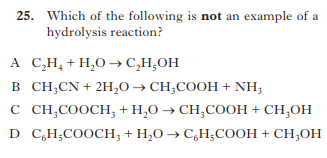 25. Which of the following is not an example of a
hydrolysis reaction?
A C₂H₄ + H₂O → C₂H₅OH
B CH₃CN + 2H₂O → CH₃COOH + NH₃
C CH₃COOCH₃ + H₂O → CH₃COOH + CH₃OH
D C₆H₅COOCH₃ + H₂O → C₆H₅COOH + CH₃OH